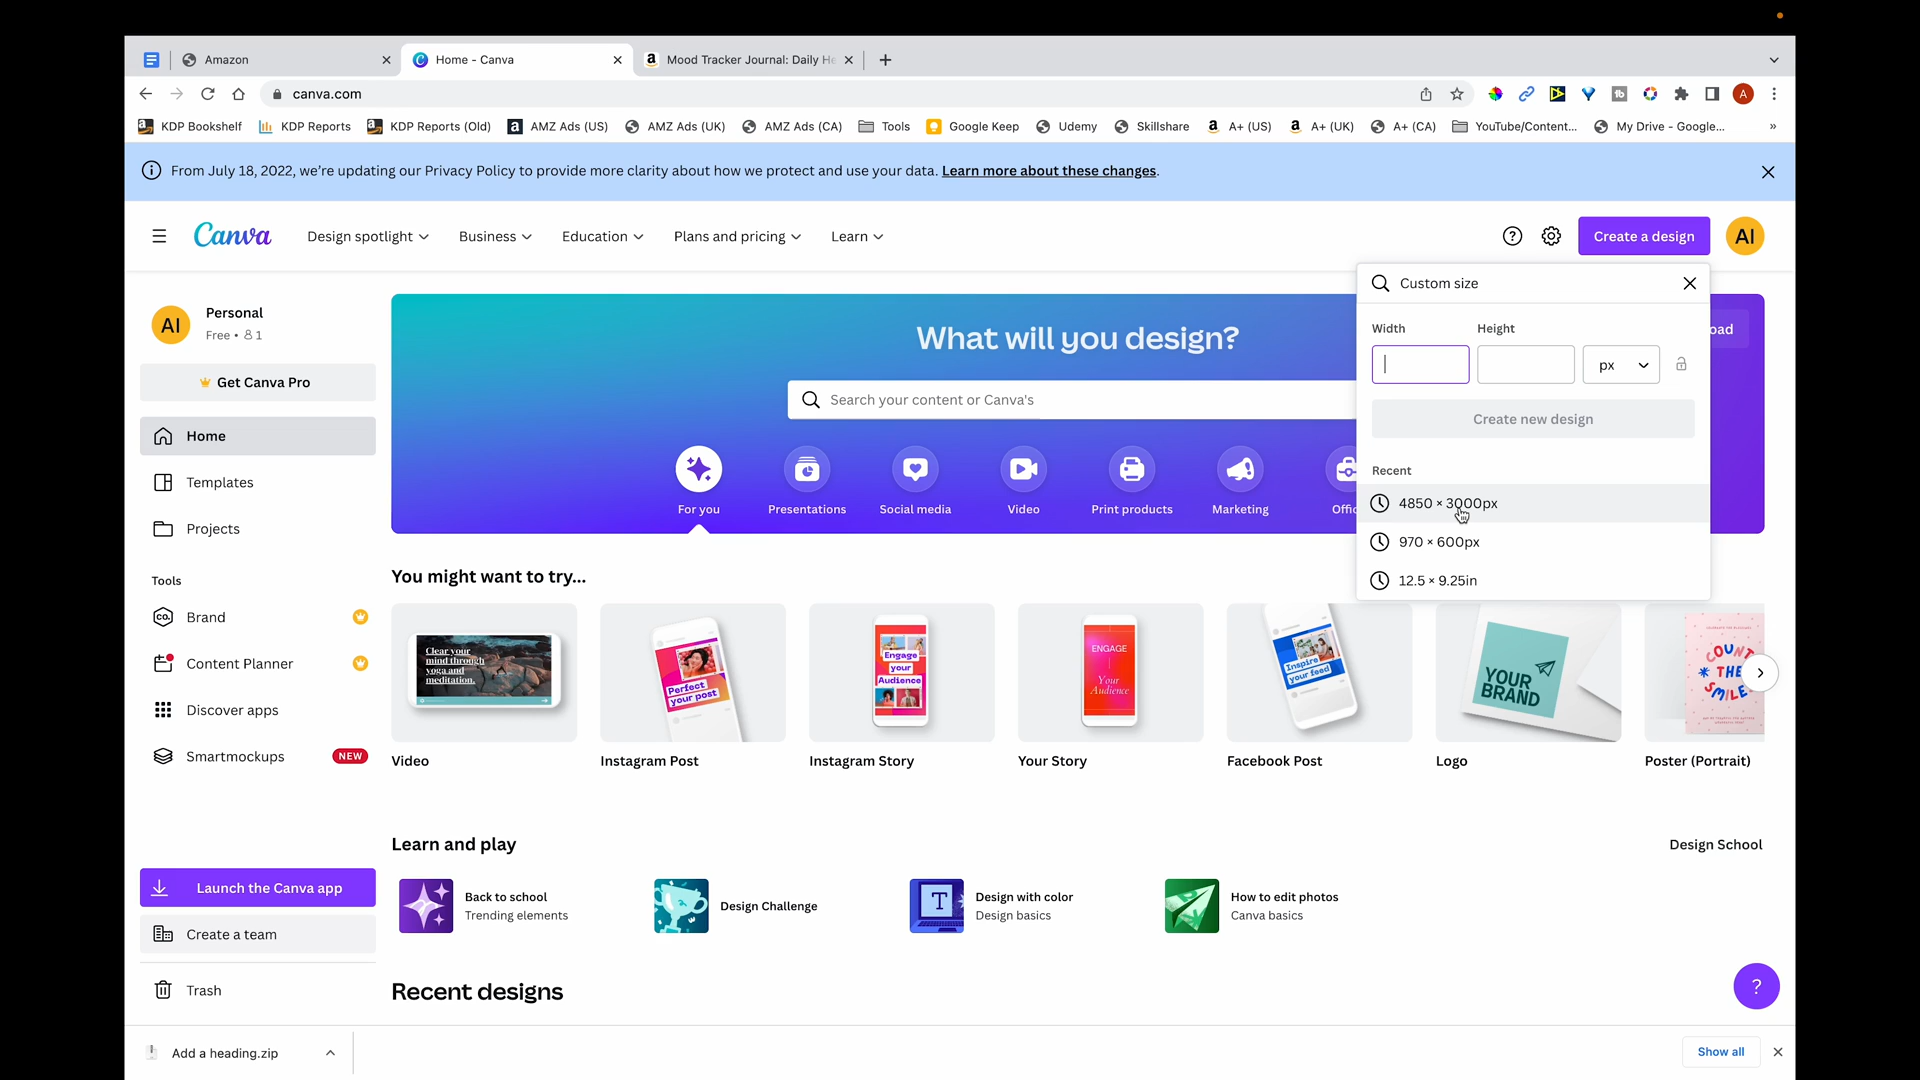 Amazon
Home - Canva
Mood Tracker Journal: Daily He
canva.com
A
KDP Bookshelf
KDP Reports
KDP Reports (Old)
AMZ Ads (US)
AMZ Ads (UK)
AMZ Ads (CA)
Tools
Google Keep
Udemy
Skillshare
A+ (US)
A+ (UK)
A+ (CA)
YouTube/Content...
My Drive - Google...
»
From July 18, 2022, we're updating our Privacy Policy to provide more clarity about how we protect and use your data. Learn more about these changes.
Canva
Design spotlight
Business
Education
Plans and pricing
Learn
Create a design
AI
Custom size
Width
Height
px
Create new design
Recent
4850 × 3000px
970 × 600px
12.5 × 9.25in
AI
Personal
Free • 1
Get Canva Pro
Home
Templates
Projects
Tools
Brand
Content Planner
Discover apps
Smartmockups
NEW
Launch the Canva app
Create a team
Trash
What will you design?
oad
Search your content or Canva's
For you
Presentations
Social media
Video
Print products
Marketing
Offic
You might want to try...
Clear your
mind through
yoga and
meditation.
Perfect
your post
Engage
your
Audience
ENGAGE
Your
Audience
Inspire
your feed
YOUR
BRAND
COUN
THE
SMILE
Video
Instagram Post
Instagram Story
Your Story
Facebook Post
Logo
Poster (Portrait)
Learn and play
Design School
Back to school
Trending elements
Design Challenge
T
Design with color
Design basics
How to edit photos
Canva basics
Recent designs
?
Add a heading.zip
Show all